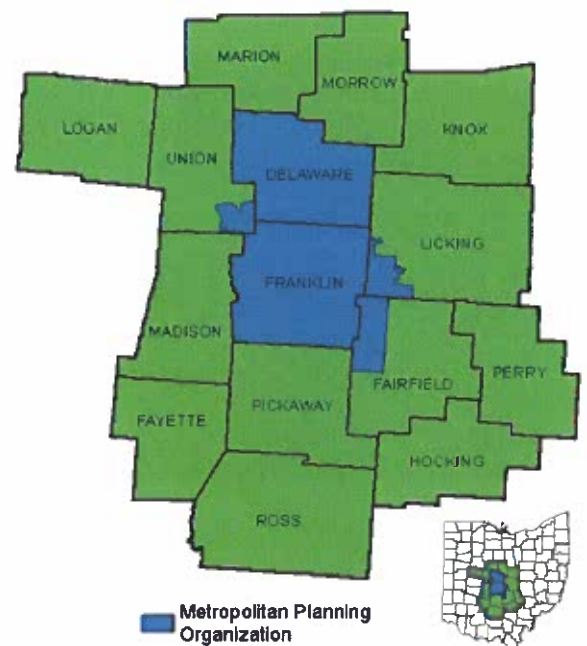 MARION
MORROW
LOGAN
UNION
KNOX
DELAWARE
LICKING
FRANKLIN
MADISON
FAIRFIELD
PERRY
PICKAWAY
FAYETTE
HOCKING
ROSS
Metropolitan Planning
Organization